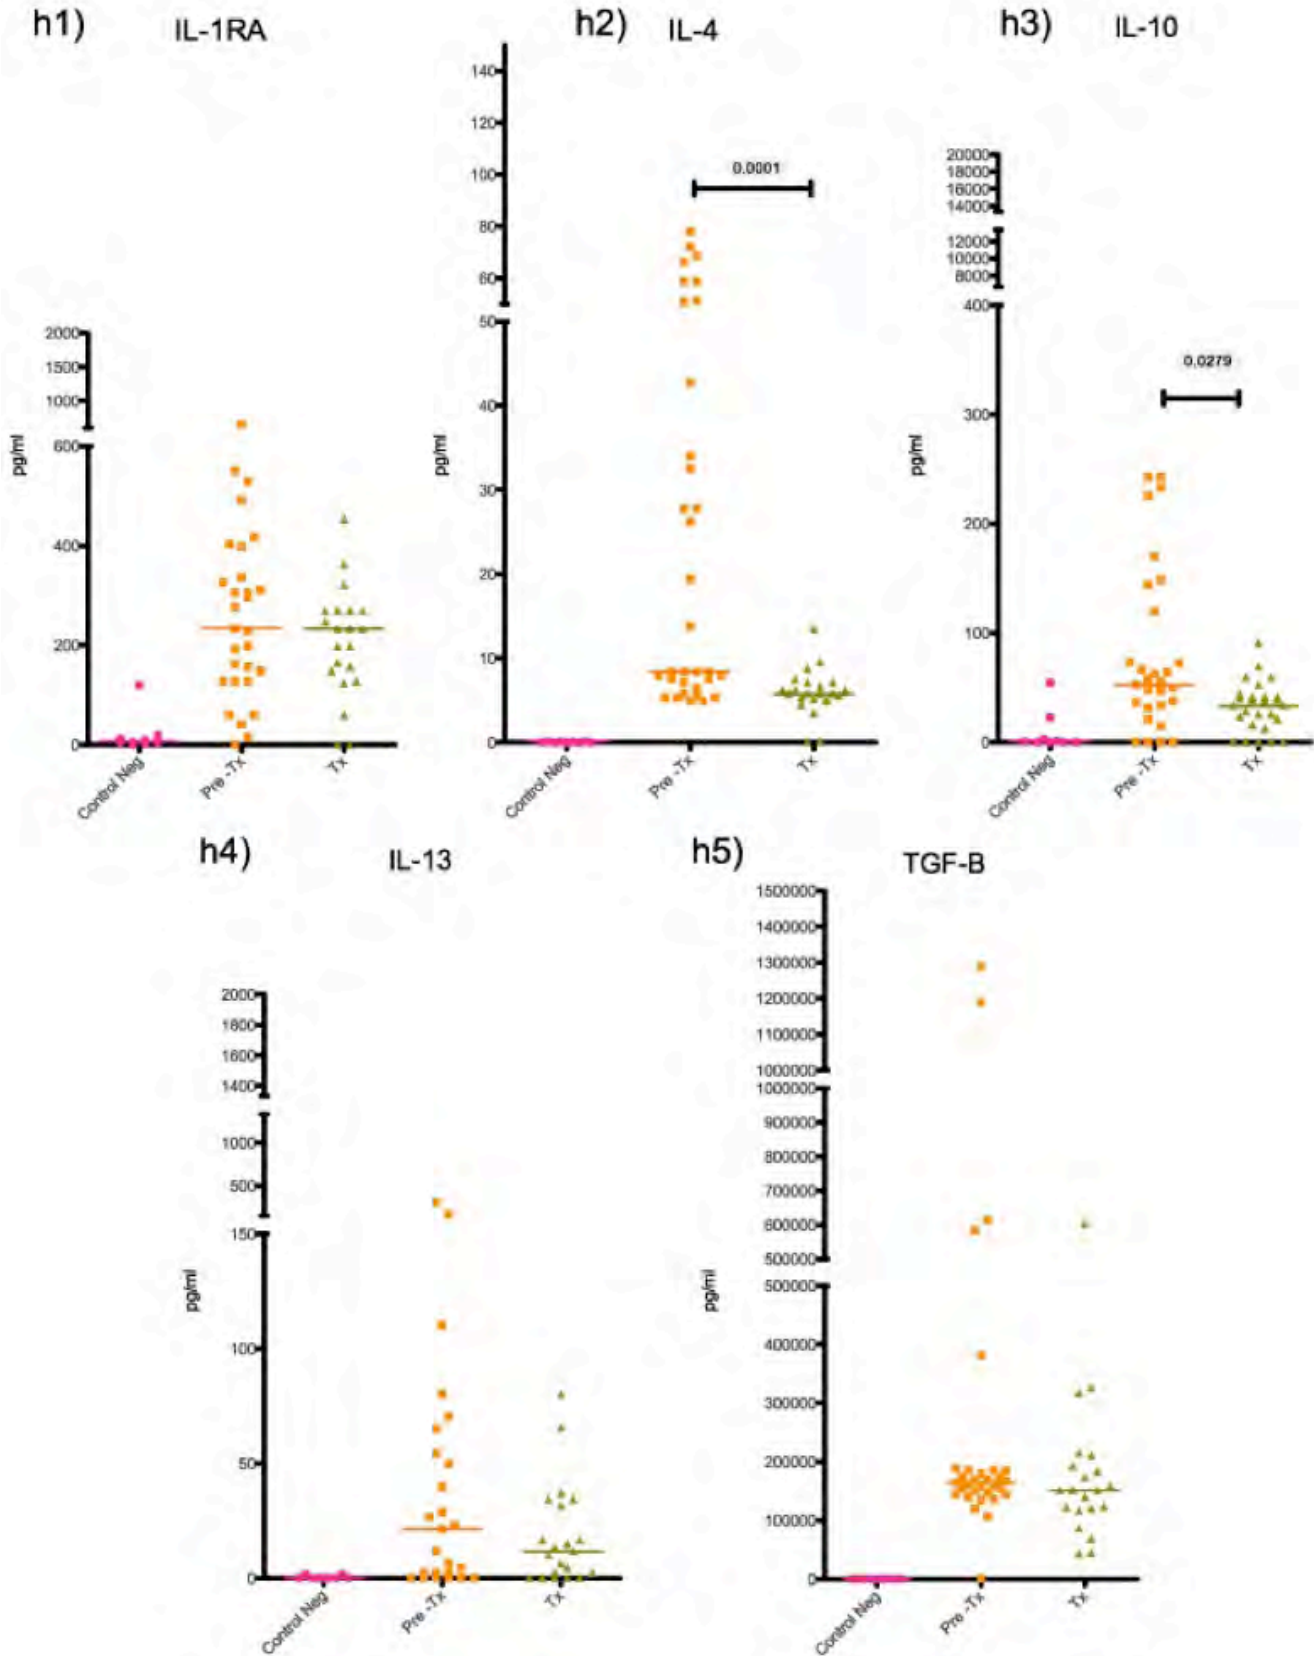 h1) IL-1RA
2000
1500
1000
600
400
200
0
pg/ml
Control Neg
Pre -Tx
Tx
h2) IL-4
140
120
100
80
60
50
40
30
20
10
0
pg/ml
0.0001
Control Neg
Pre -Tx
Tx
h3) IL-10
20000
18000
16000
14000
12000
10000
8000
400
300
200
100
0
pg/ml
0.0279
Control Neg
Pre -Tx
Tx
h4) IL-13
2000
1800
1600
1400
1000
500
150
100
50
0
pg/ml
Control Neg
Pre -Tx
Tx
h5) TGF-B
1500000
1400000
1300000
1200000
1100000
1000000
1000000
900000
800000
700000
600000
500000
500000
400000
300000
200000
100000
0
pg/ml
Control Neg
Pre -Tx
Tx